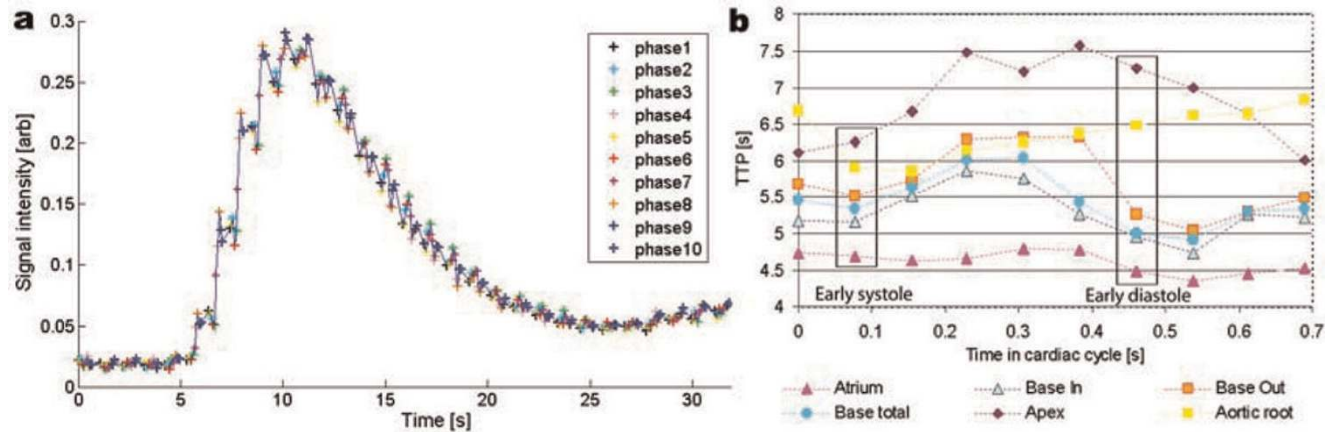 a
Signal intensity [arb]
0.3
0.25
0.2
0.15
0.1
0.05
0
0 5 10 15 20 25 30
Time [s]
phase1
phase2
phase3
phase4
phase5
phase6
phase7
phase8
phase9
phase10
b
TTP [s]
8
7.5
7
6.5
6
5.5
5
4.5
4
Early systole
Early diastole
0 0.1 0.2 0.3 0.4 0.5 0.6 0.7
Time in cardiac cycle [s]
Atrium Base In Base Out
Base total Apex Aortic root